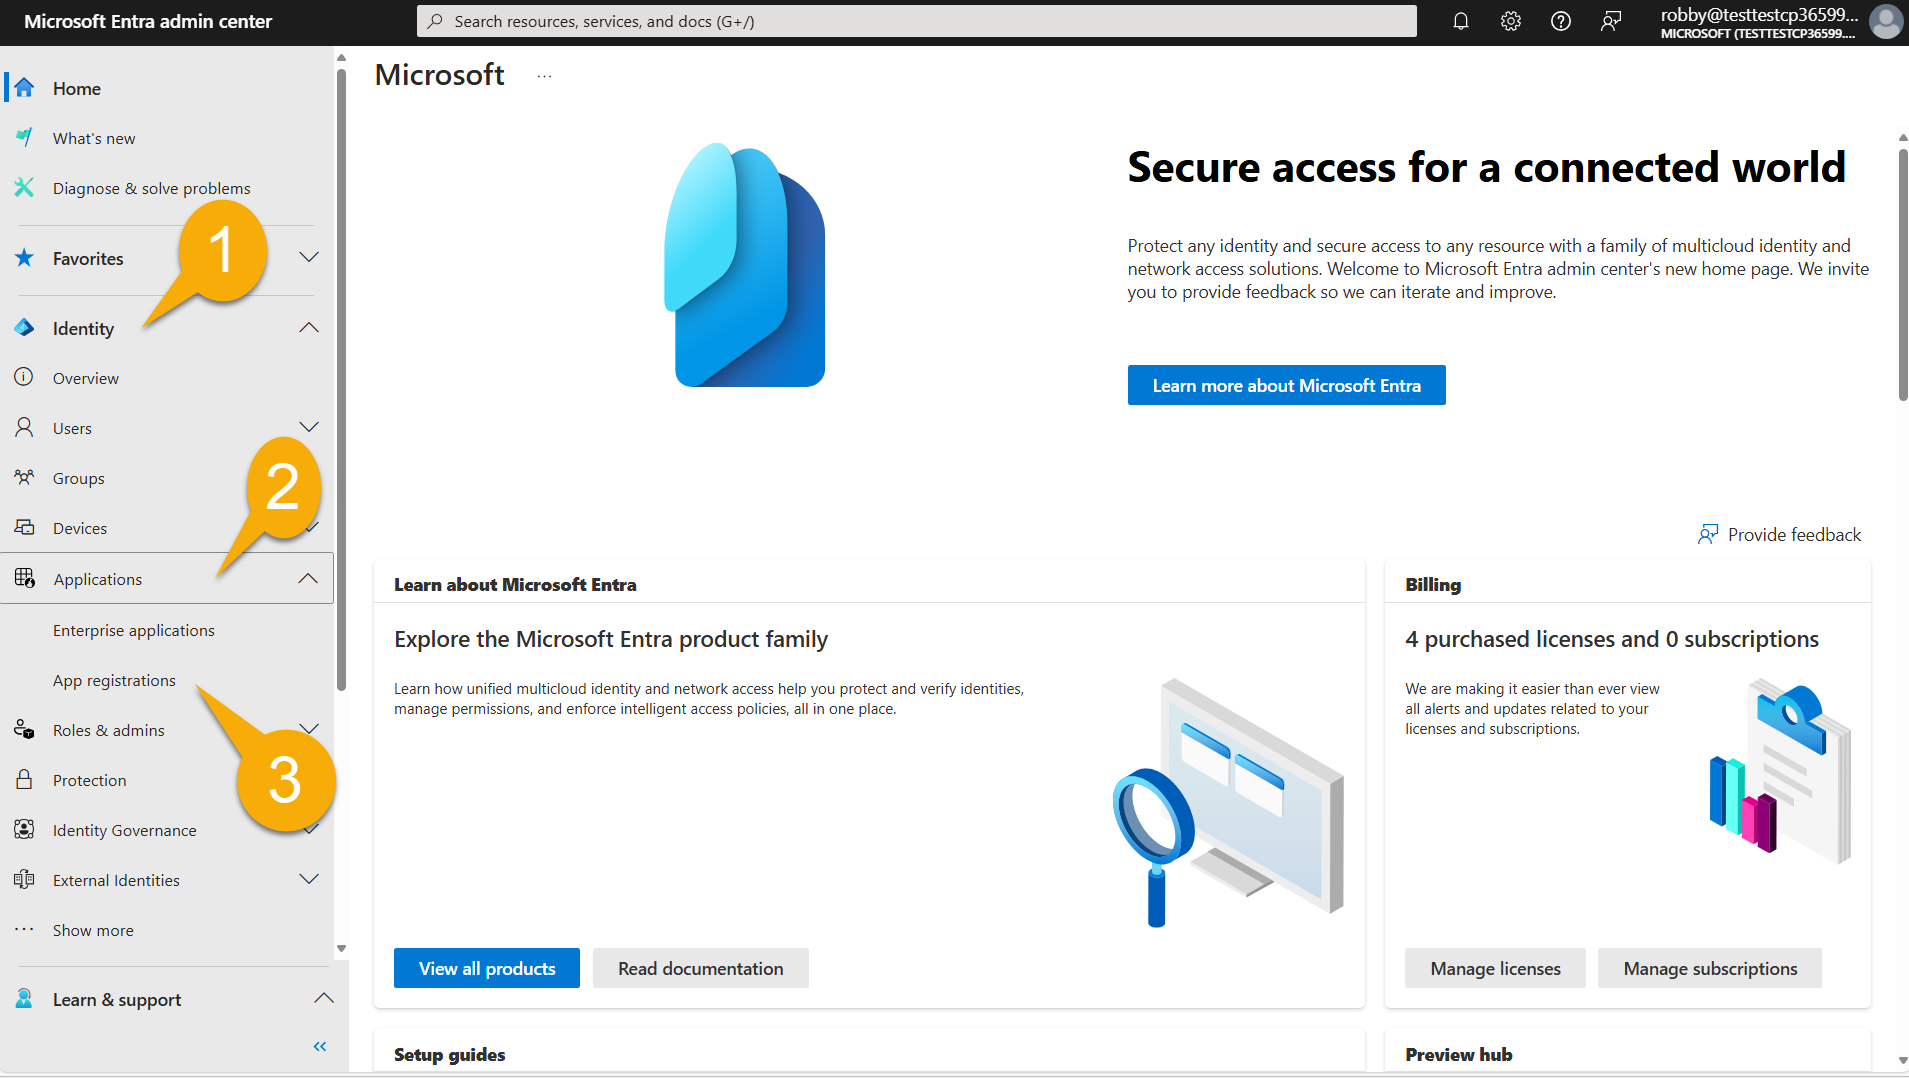 Microsoft Entra admin center
Search resources, services, and docs (G+/)
robby@testtestcp36599...
MICROSOFT (TESTTESTCP36599....
Home
What's new
Diagnose & solve problems
1
Favorites
Identity
Overview
Users
Groups
2
Devices
Applications
Enterprise applications
App registrations
Roles & admins
3
Protection
Identity Governance
External Identities
Show more
Learn & support
Microsoft
...
Secure access for a connected world
Protect any identity and secure access to any resource with a family of multicloud identity and
network access solutions. Welcome to Microsoft Entra admin center's new home page. We invite
you to provide feedback so we can iterate and improve.
Learn more about Microsoft Entra
Provide feedback
Learn about Microsoft Entra
Explore the Microsoft Entra product family
Learn how unified multicloud identity and network access help you protect and verify identities,
manage permissions, and enforce intelligent access policies, all in one place.
View all products
Read documentation
Billing
4 purchased licenses and 0 subscriptions
We are making it easier than ever view
all alerts and updates related to your
licenses and subscriptions.
Manage licenses
Manage subscriptions
Setup guides
Preview hub